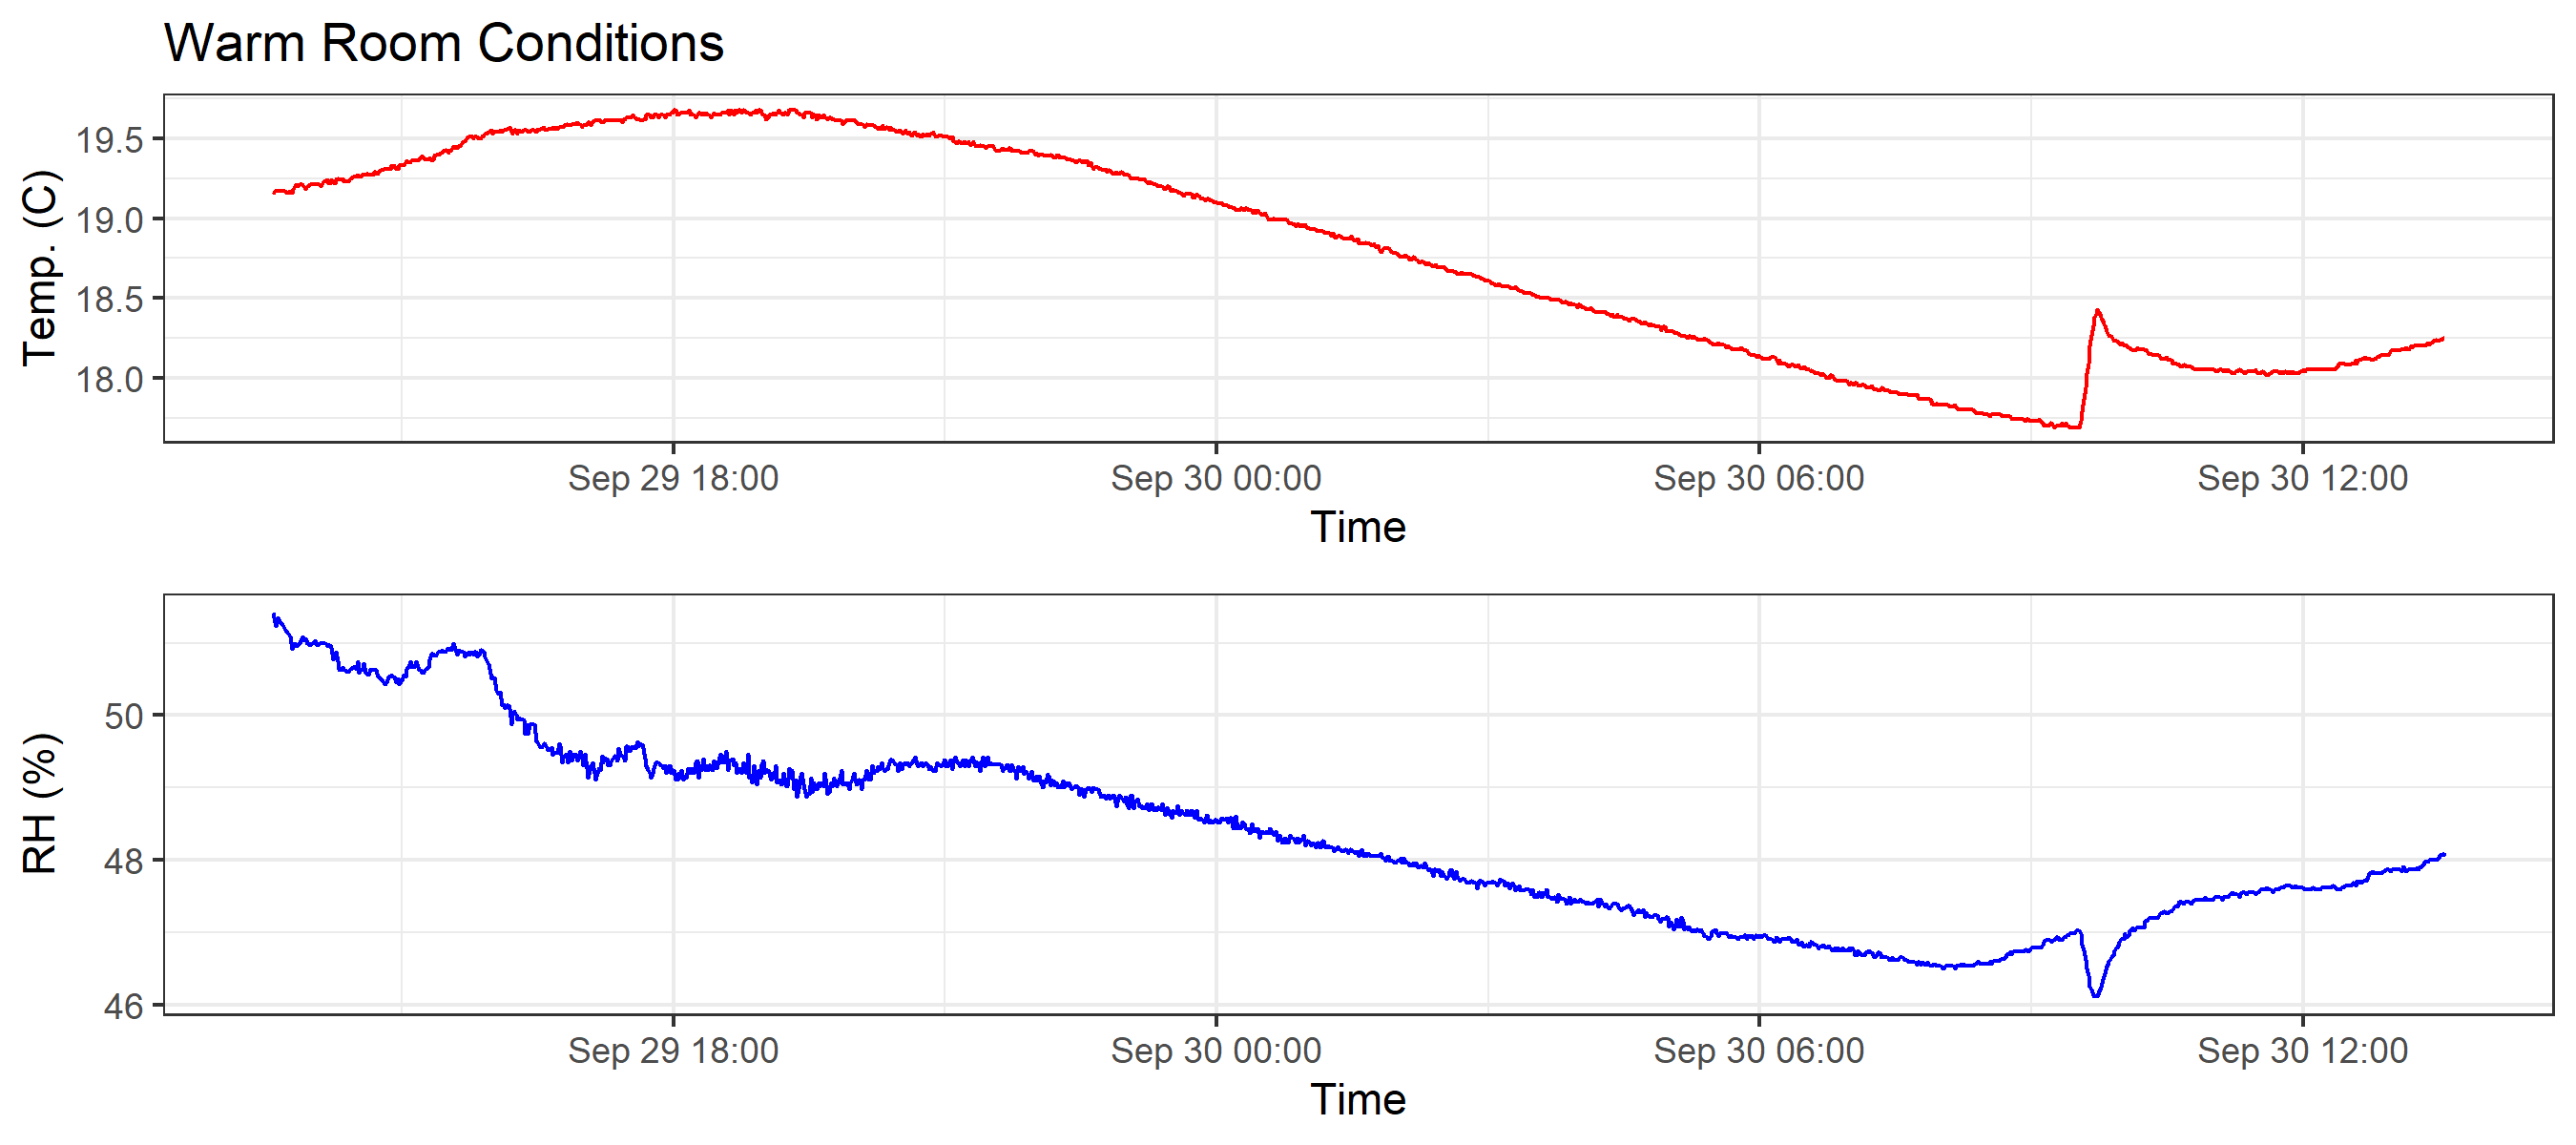 Warm Room Conditions
Temp. (C)
19.5
19.0
18.5
18.0
Sep 29 18:00 Sep 30 00:00 Sep 30 06:00 Sep 30 12:00
Time
RH (%)
50
48
46
Sep 29 18:00 Sep 30 00:00 Sep 30 06:00 Sep 30 12:00
Time